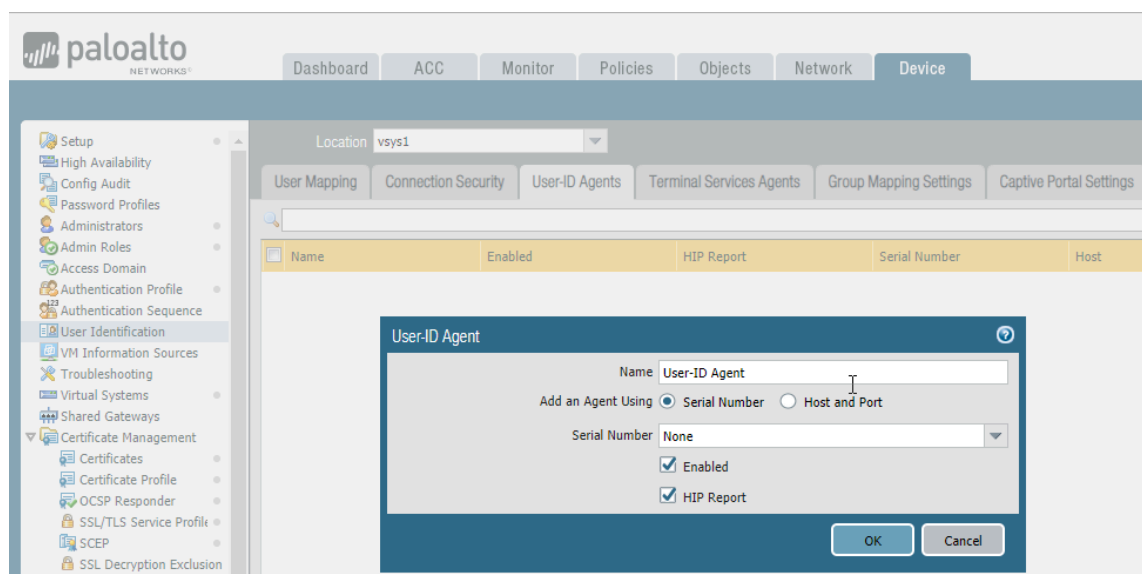 paloalto
NETWORKS®
Dashboard ACC Monitor Policies Objects Network Device
Location vsys1
User Mapping Connection Security User-ID Agents Terminal Services Agents Group Mapping Settings Captive Portal Settings
Name Enabled HIP Report Serial Number Host
Setup
High Availability
Config Audit
Password Profiles
Administrators
Admin Roles
Access Domain
Authentication Profile
Authentication Sequence
User Identification
VM Information Sources
Troubleshooting
Virtual Systems
Shared Gateways
Certificate Management
Certificates
Certificate Profile
OCSP Responder
SSL/TLS Service Profile
SCEP
SSL Decryption Exclusion
User-ID Agent
Name User-ID Agent
Add an Agent Using Serial Number Host and Port
Serial Number None
Enabled
HIP Report
OK Cancel